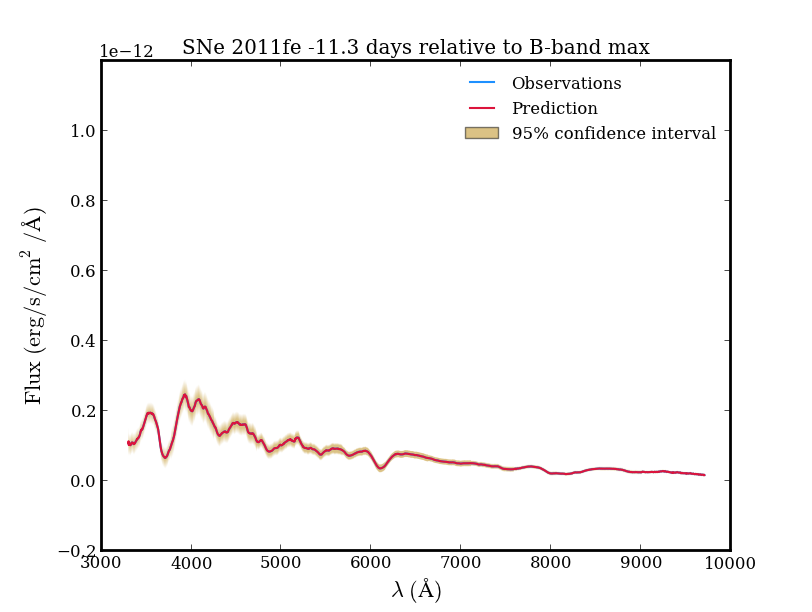 SNe 2011fe -11.3 days relative to B-band max
1e−12
Observations
Prediction
95% confidence interval
1.0
0.8
0.6
0.4
0.2
0.0
−0.2
Flux (erg/s/cm² /Å)
3000 4000 5000 6000 7000 8000 9000 10000
λ (Å)